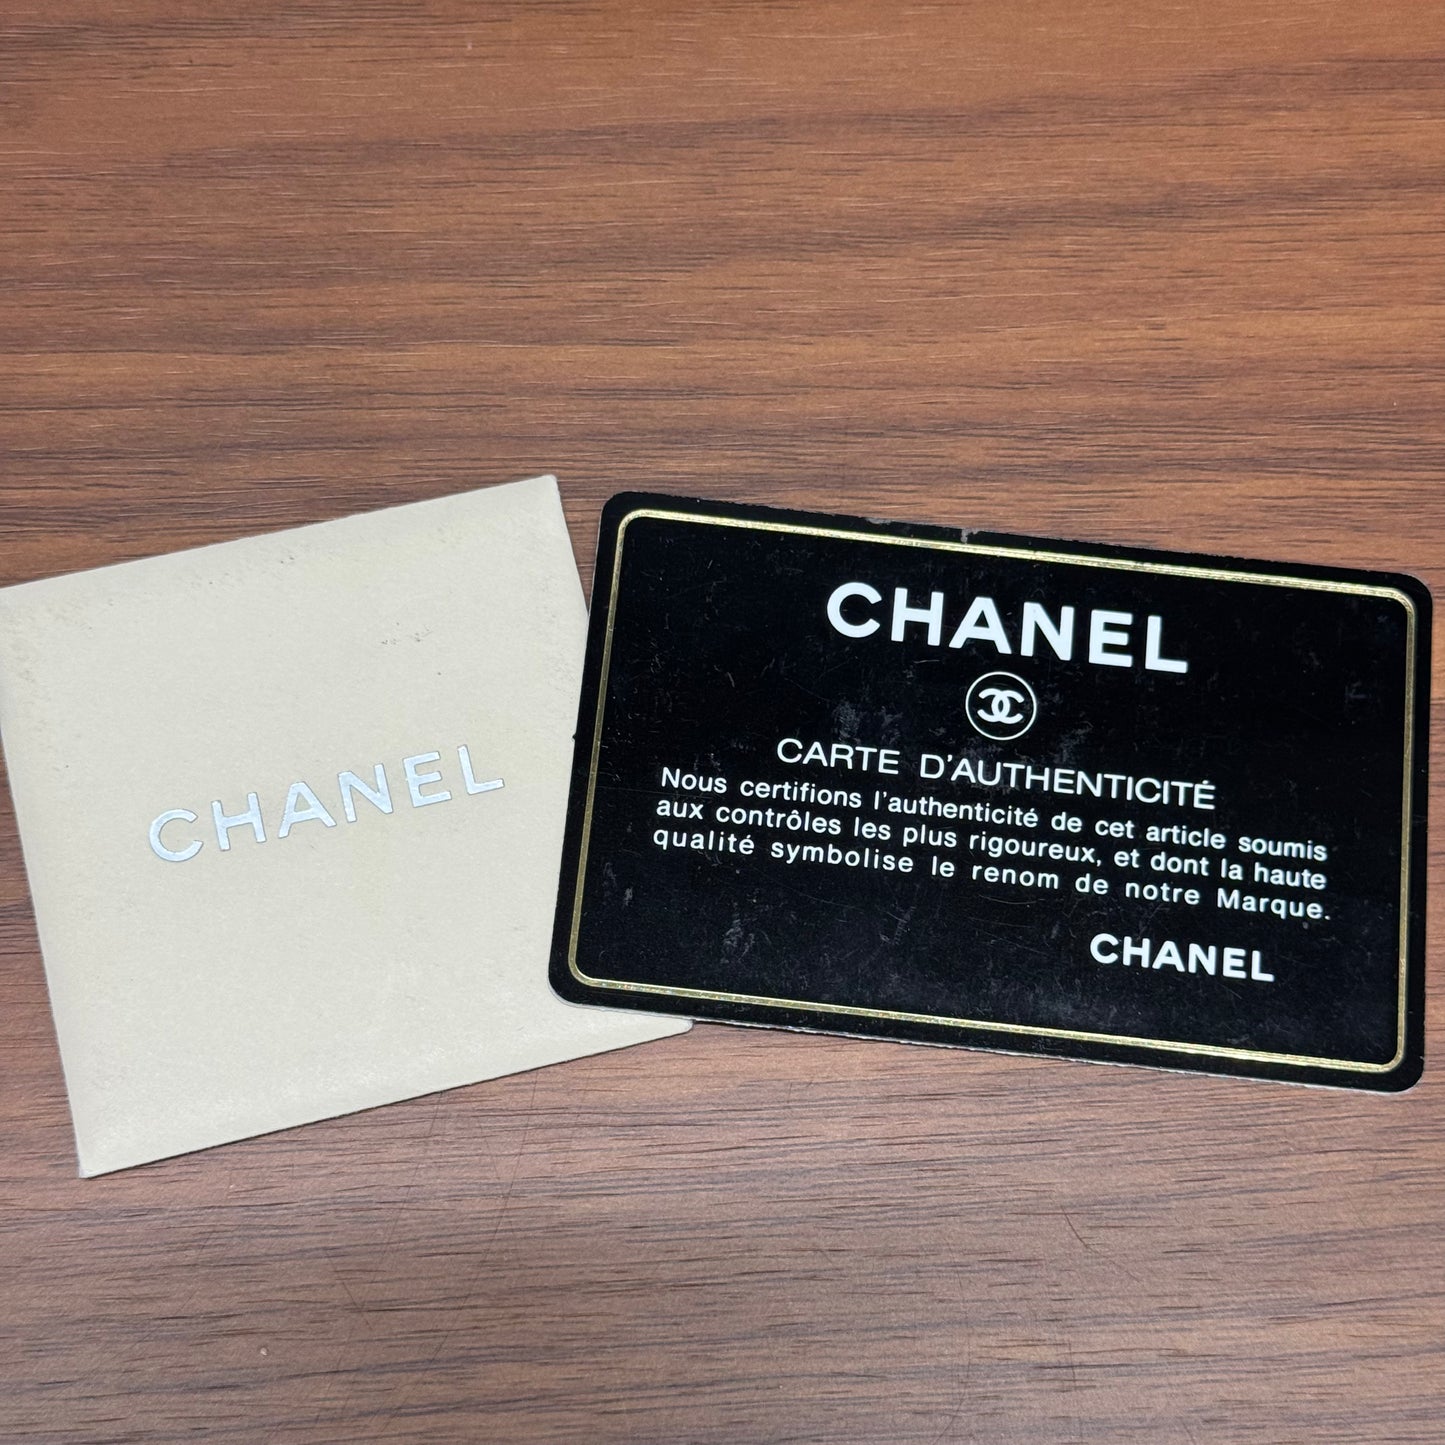 CHANEL
CHANEL
CARTE D'AUTHENTICITÉ
Nous certifions l'authenticité de cet article soumis
aux contrôles les plus rigoureux, et dont la haute
qualité symbolise le renom de notre Marque.
CHANEL